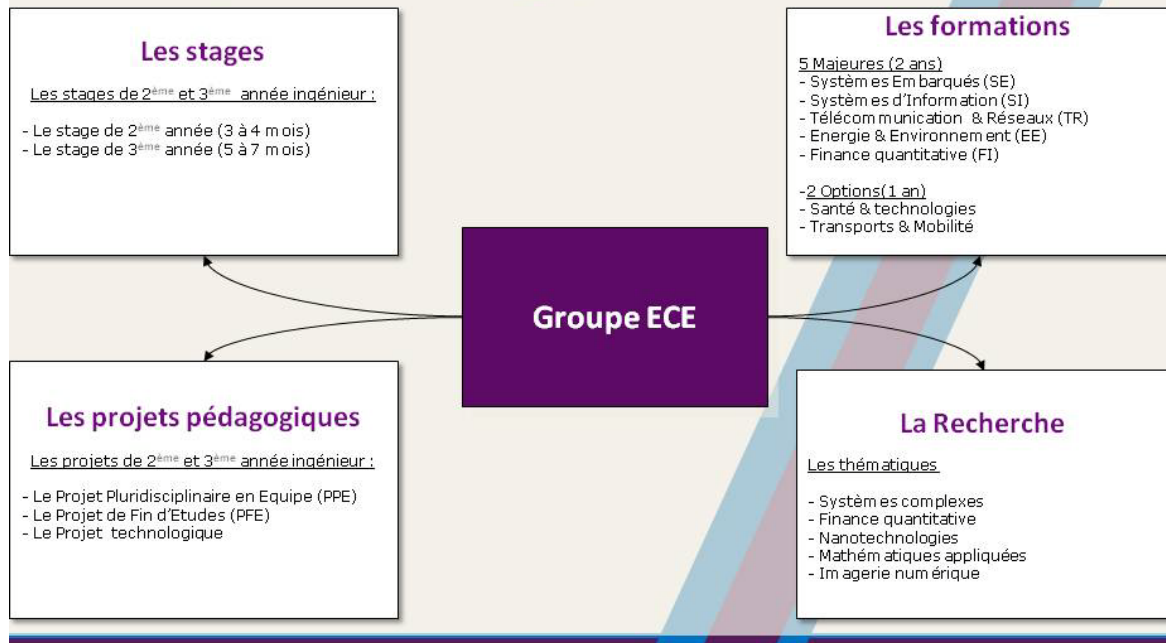 Les stages
Les stages de 2ème et 3ème année ingénieur :
- Le stage de 2ème année (3 à 4 mois)
- Le stage de 3ème année (5 à 7 mois)
Les formations
5 Majeures (2 ans)
- Systèmes Embarqués (SE)
- Systèmes d'Information (SI)
- Télécommunication & Réseaux (TR)
- Energie & Environnement (EE)
- Finance quantitative (FI)
-2 Options(1 an)
- Santé & technologies
- Transports & Mobilité
Groupe ECE
Les projets pédagogiques
Les projets de 2ème et 3ème année ingénieur :
- Le Projet Pluridisciplinaire en Equipe (PPE)
- Le Projet de Fin d'Etudes (PFE)
- Le Projet technologique
La Recherche
Les thématiques
- Systèmes complexes
- Finance quantitative
- Nanotechnologies
- Mathématiques appliquées
- Imagerie numérique